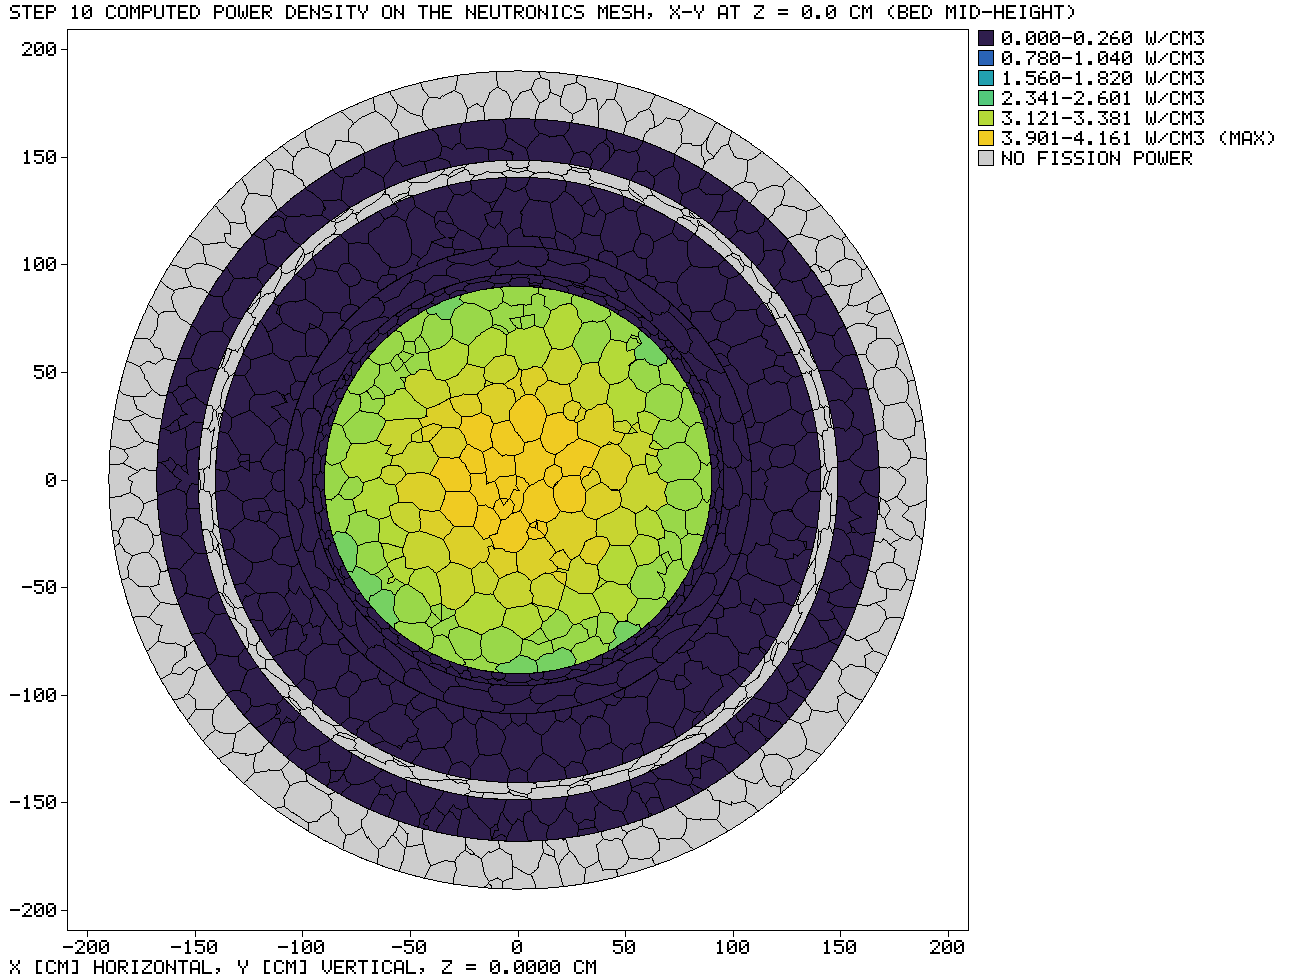 STEP 10 COMPUTED POWER DENSITY ON THE NEUTRONICS MESH, X-Y AT Z = 0.0 CM (BED MID-HEIGHT)
0.000-0.260 W/CM3
0.780-1.040 W/CM3
1.560-1.820 W/CM3
2.341-2.601 W/CM3
3.121-3.381 W/CM3
3.901-4.161 W/CM3 (MAX)
NO FISSION POWER
200
150
100
50
0
-50
-100
-150
-200
-200 -150 -100 -50 0 50 100 150 200
X [CM] HORIZONTAL, Y [CM] VERTICAL, Z = 0.0000 CM